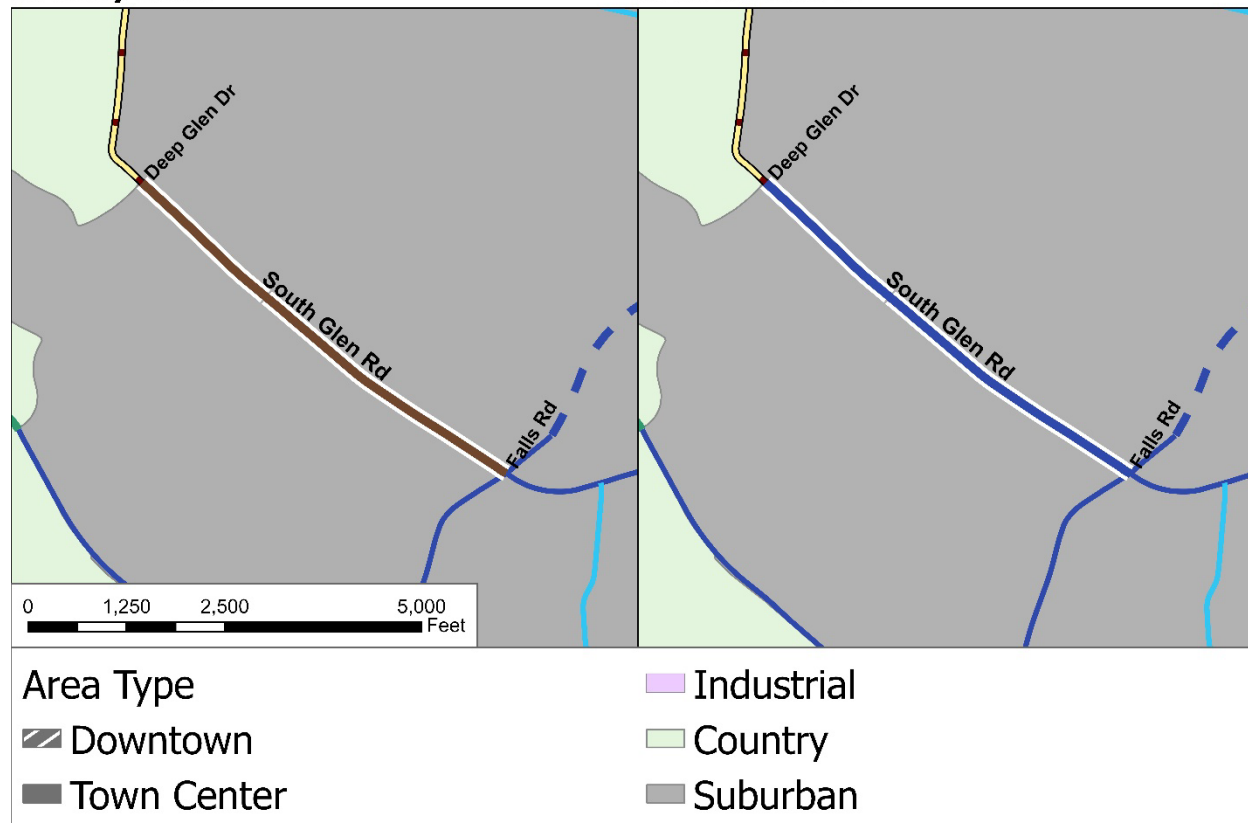 Deep Glen Dr
South Glen Rd
Falls Rd
0 1,250 2,500 5,000
Feet
Deep Glen Dr
South Glen Rd
Falls Rd
Area Type
Downtown
Town Center
Industrial
Country
Suburban